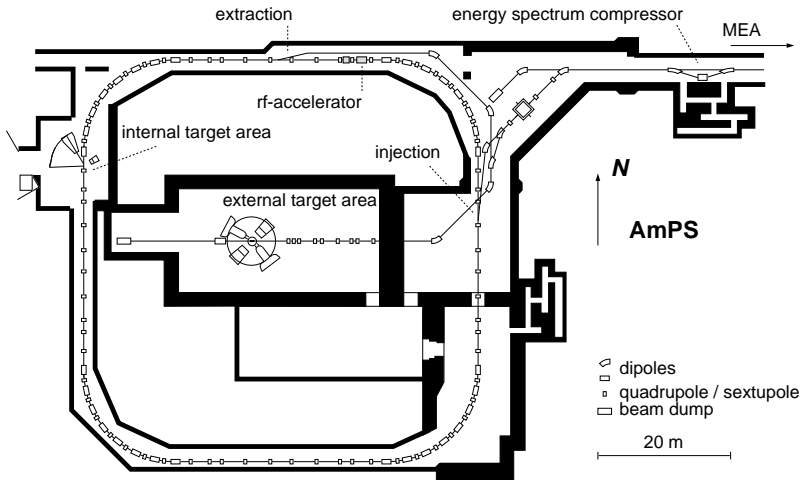 extraction
energy spectrum compressor
MEA
rf-accelerator
internal target area
injection
N
external target area
AmPS
dipoles
quadrupole / sextupole
beam dump
20 m